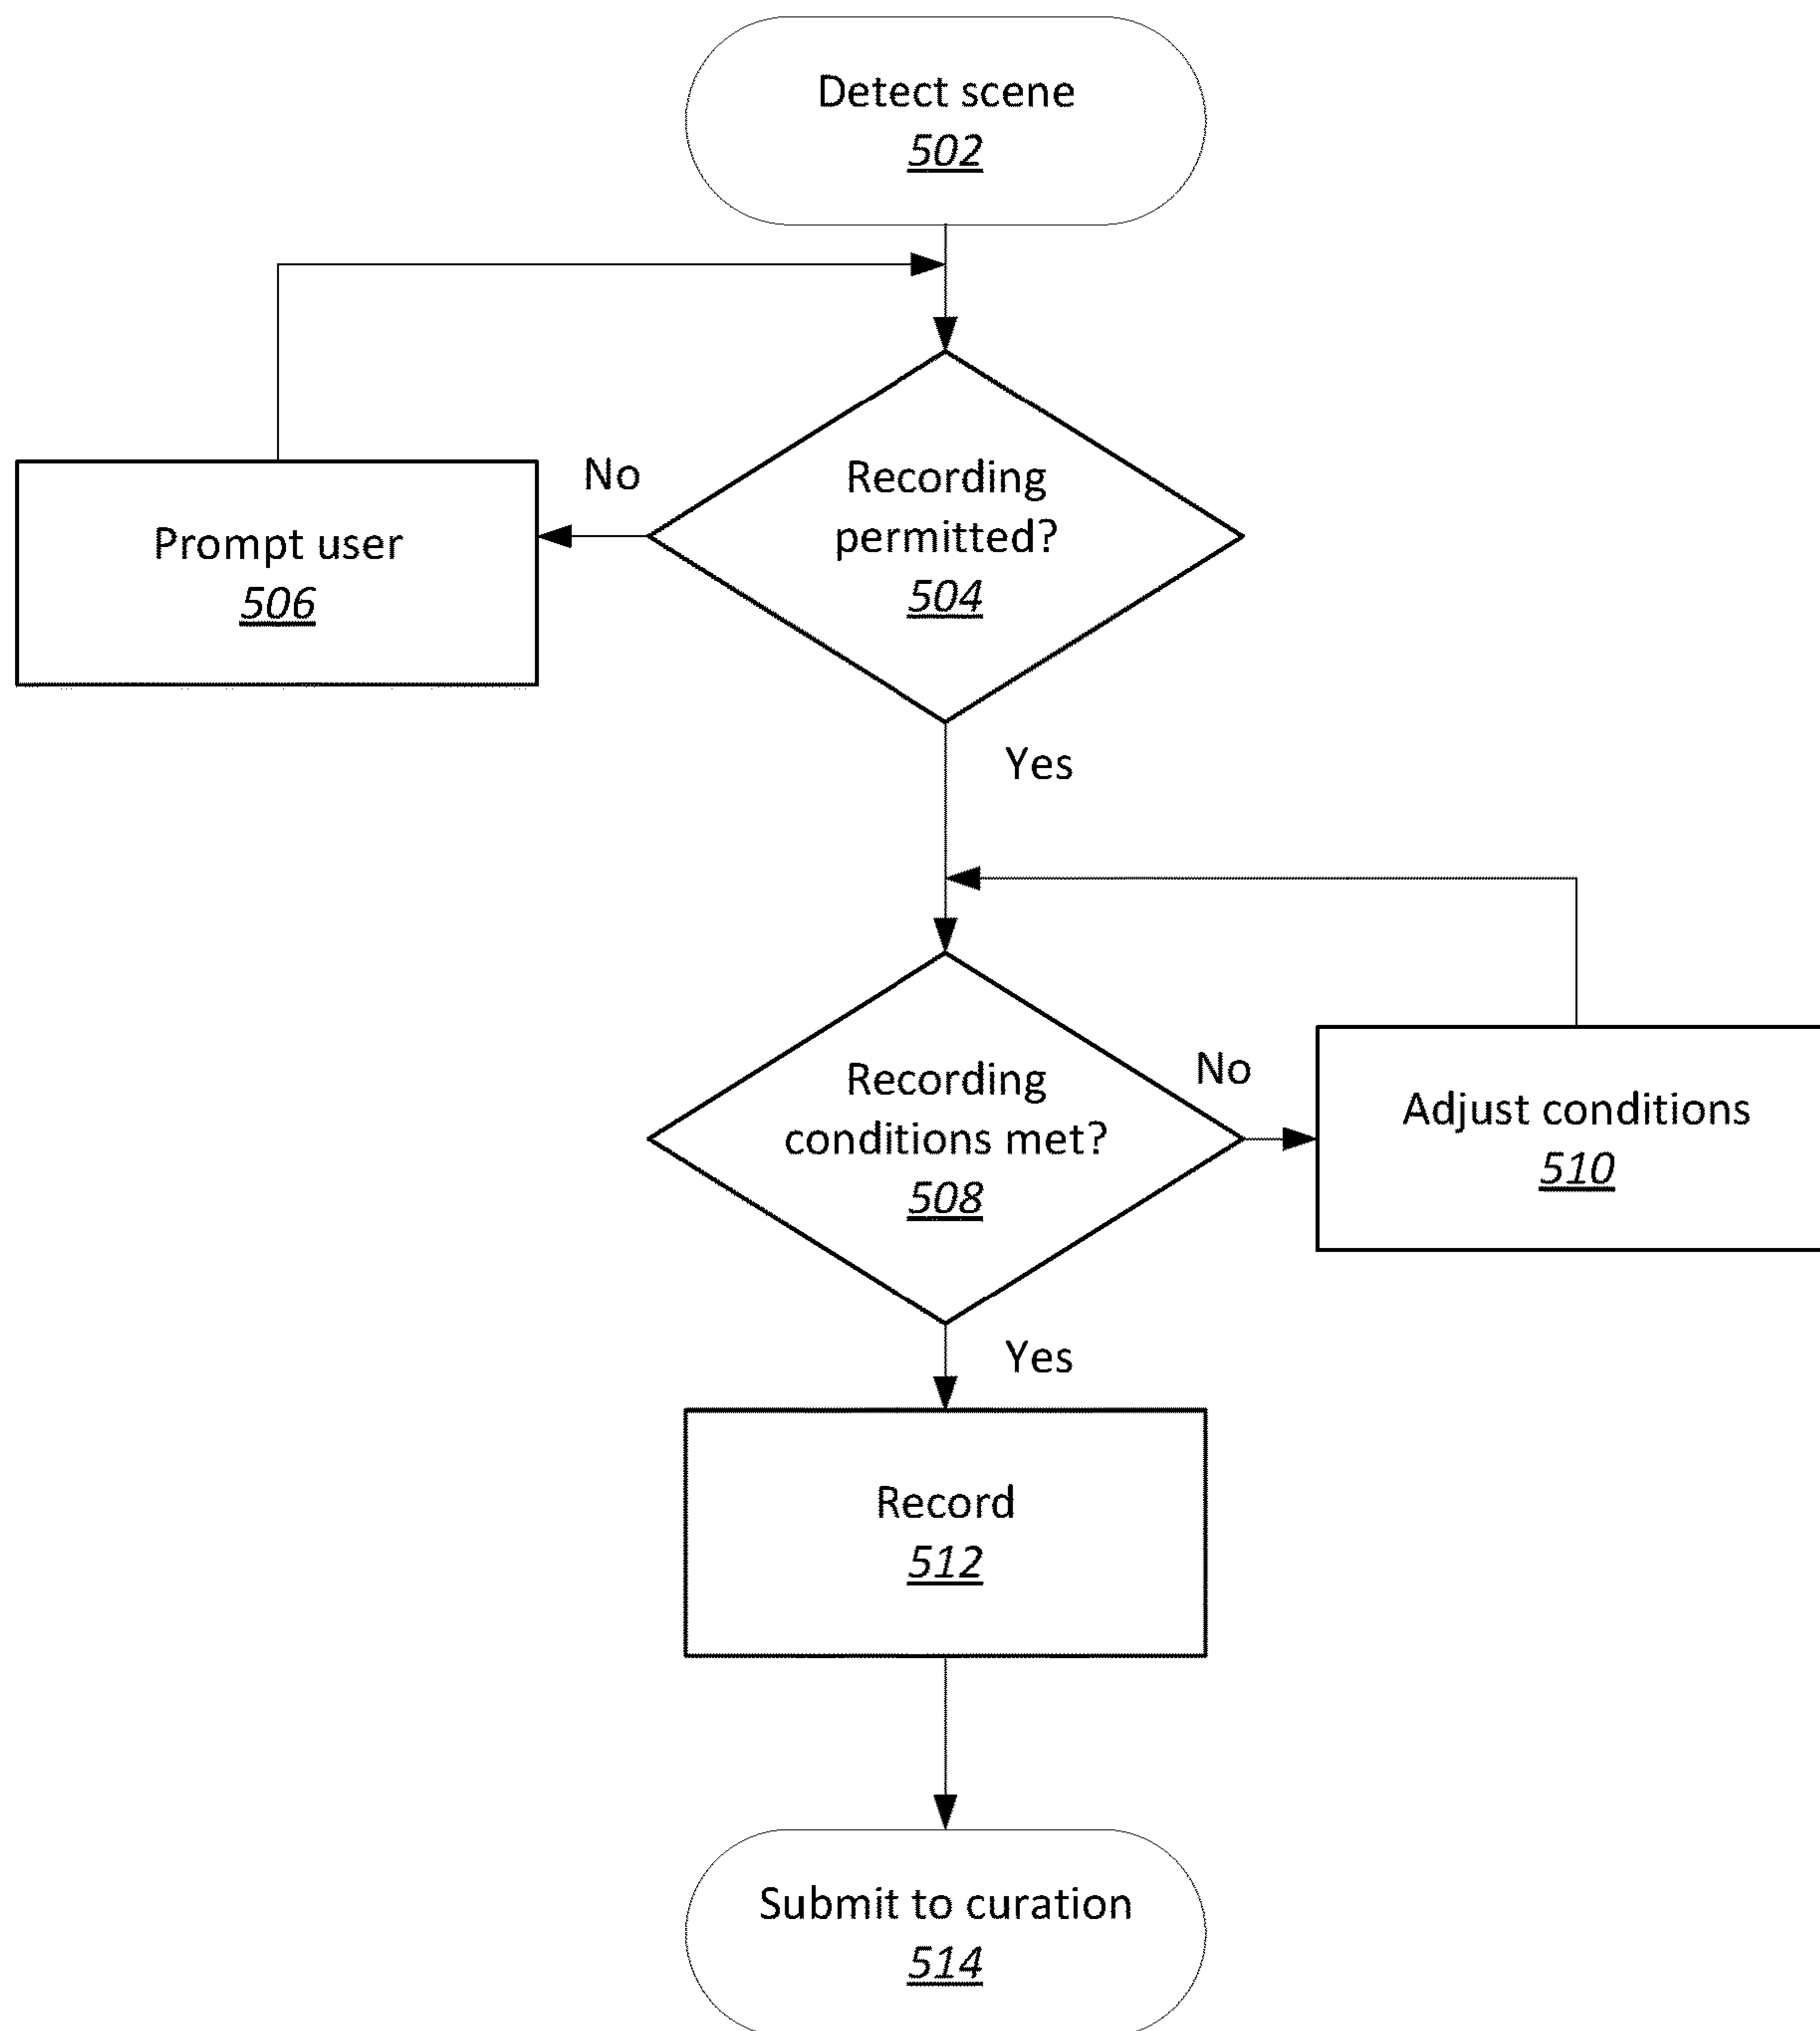 Detect scene
502
No
Recording
permitted?
504
Prompt user
506
Yes
Recording
conditions met?
508
No
Adjust conditions
510
Yes
Record
512
Submit to curation
514